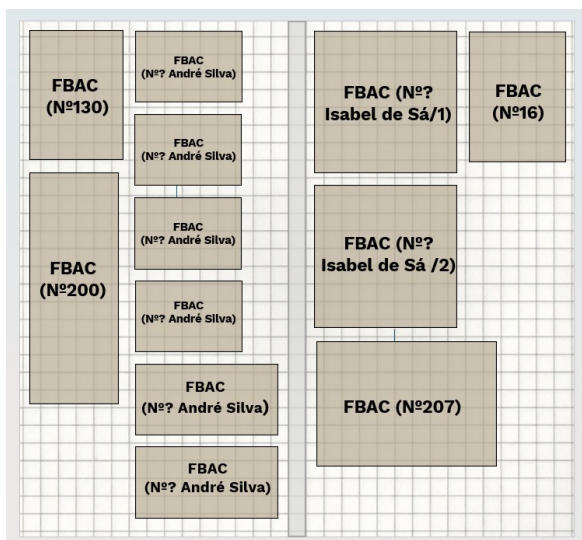 FBAC
(Nº130)
FBAC
(Nº200)
FBAC
(Nº? André Silva)
FBAC
(Nº? André Silva)
FBAC
(Nº? André Silva)
FBAC
(Nº? André Silva)
FBAC
(Nº? André Silva)
FBAC
(Nº? André Silva)
FBAC (Nº?
Isabel de Sá/1)
FBAC
(Nº16)
FBAC (Nº?
Isabel de Sá /2)
FBAC (Nº207)